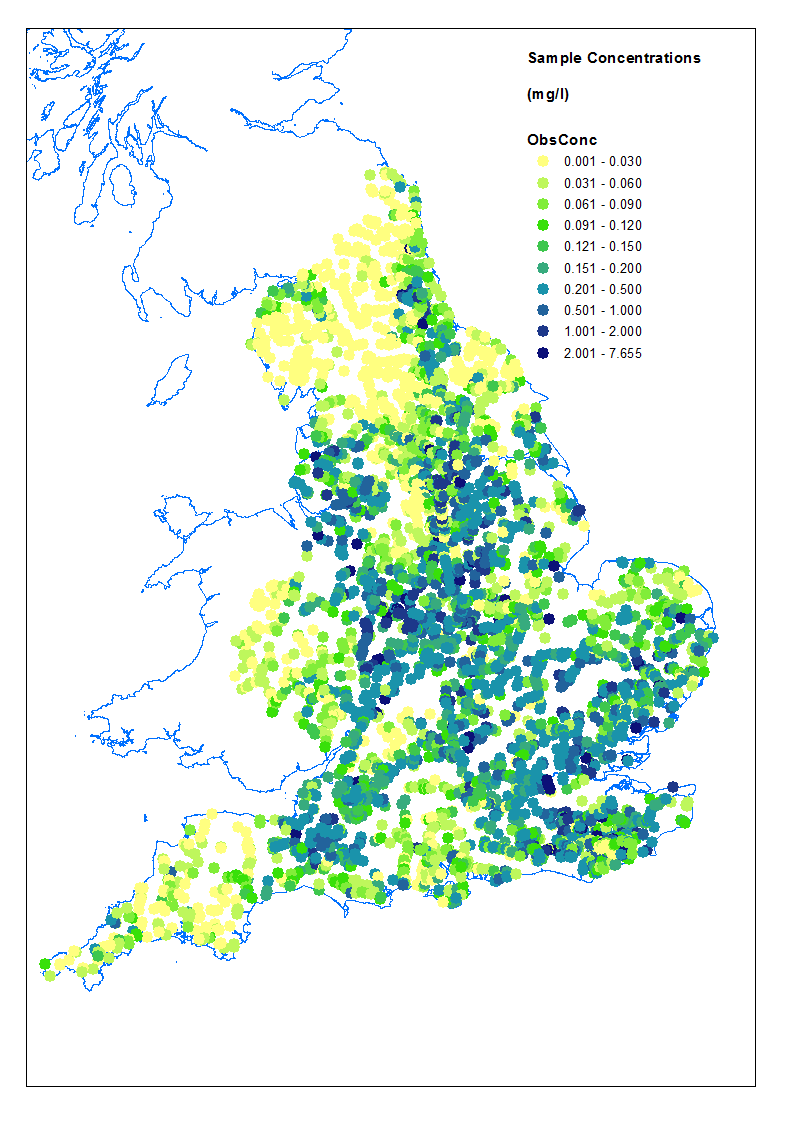 Sample Concentrations
(mg/l)
ObsConc
0.001 - 0.030
0.031 - 0.060
0.061 - 0.090
0.091 - 0.120
0.121 - 0.150
0.151 - 0.200
0.201 - 0.500
0.501 - 1.000
1.001 - 2.000
2.001 - 7.655